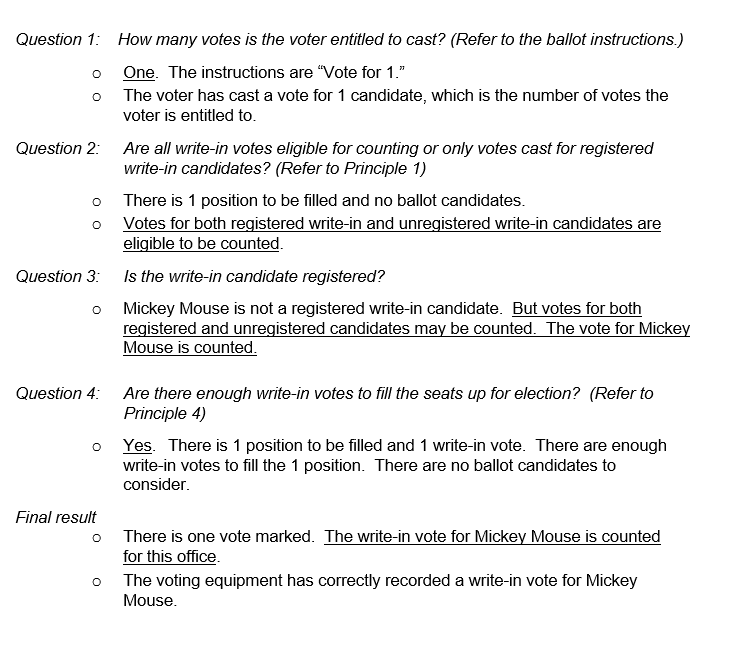 Question 1: How many votes is the voter entitled to cast? (Refer to the ballot instructions.)
o One. The instructions are “Vote for 1.”
o The voter has cast a vote for 1 candidate, which is the number of votes the
voter is entitled to.
Question 2: Are all write-in votes eligible for counting or only votes cast for registered
write-in candidates? (Refer to Principle 1)
o There is 1 position to be filled and no ballot candidates.
o Votes for both registered write-in and unregistered write-in candidates are
eligible to be counted.
Question 3: Is the write-in candidate registered?
o Mickey Mouse is not a registered write-in candidate. But votes for both
registered and unregistered candidates may be counted. The vote for Mickey
Mouse is counted.
Question 4: Are there enough write-in votes to fill the seats up for election? (Refer to
Principle 4)
o Yes. There is 1 position to be filled and 1 write-in vote. There are enough
write-in votes to fill the 1 position. There are no ballot candidates to
consider.
Final result
o There is one vote marked. The write-in vote for Mickey Mouse is counted
for this office.
o The voting equipment has correctly recorded a write-in vote for Mickey
Mouse.